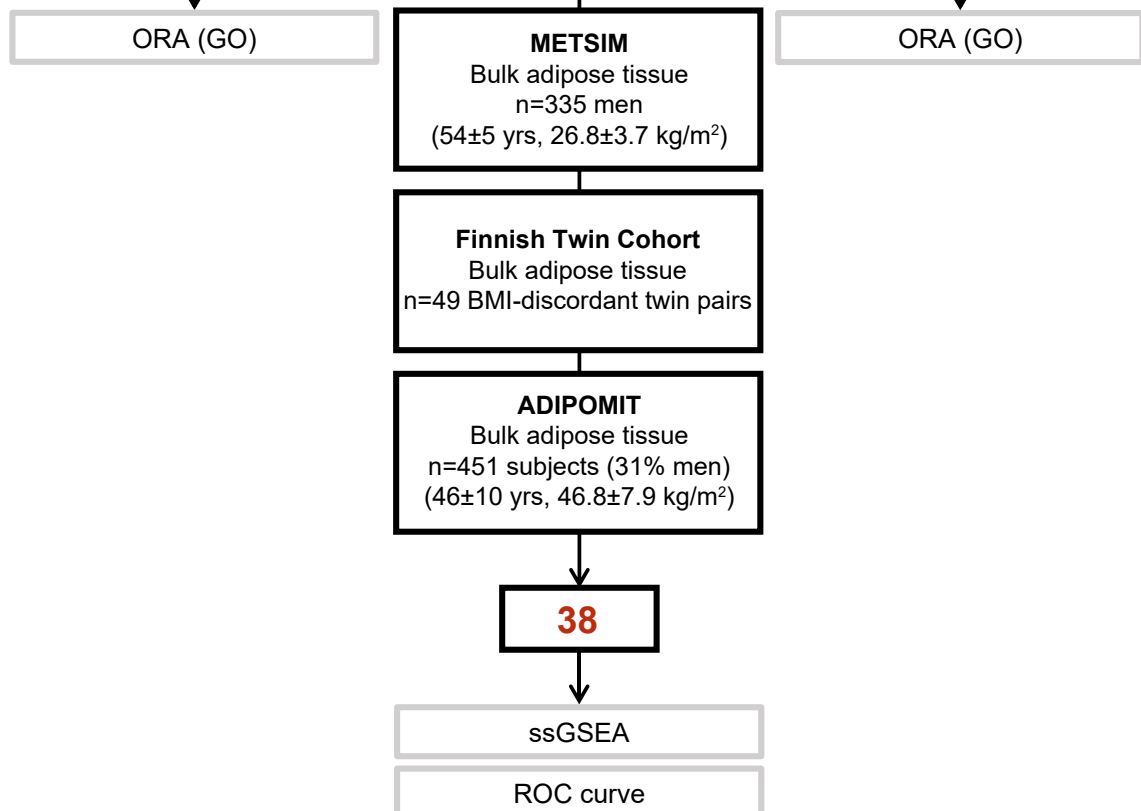 ORA (GO)
METSIM
Bulk adipose tissue
n=335 men
(54±5 yrs, 26.8±3.7 kg/m²)
ORA (GO)
Finnish Twin Cohort
Bulk adipose tissue
n=49 BMI-discordant twin pairs
ADIPOMIT
Bulk adipose tissue
n=451 subjects (31% men)
(46±10 yrs, 46.8±7.9 kg/m²)
38
ssGSEA
ROC curve